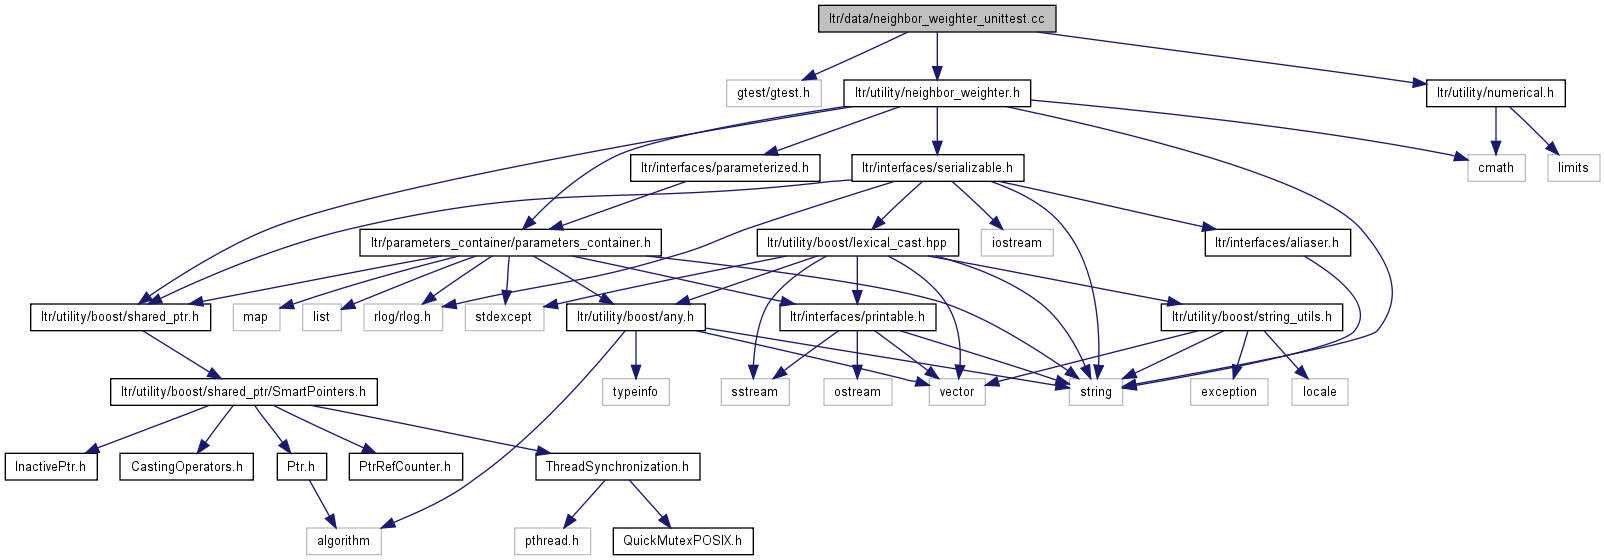 ltr/data/neighbor_weighter_unittest.cc
gtest/gtest.h
ltr/utility/neighbor_weighter.h
ltr/utility/numerical.h
ltr/interfaces/parameterized.h
ltr/interfaces/serializable.h
cmath
limits
ltr/parameters_container/parameters_container.h
ltr/utility/boost/lexical_cast.hpp
iostream
ltr/interfaces/aliaser.h
ltr/utility/boost/shared_ptr.h
map
list
rlog/rlog.h
stdexcept
ltr/utility/boost/any.h
ltr/interfaces/printable.h
ltr/utility/boost/string_utils.h
ltr/utility/boost/shared_ptr/SmartPointers.h
typeinfo
sstream
ostream
vector
string
exception
locale
InactivePtr.h
CastingOperators.h
Ptr.h
PtrRefCounter.h
ThreadSynchronization.h
algorithm
pthread.h
QuickMutexPOSIX.h